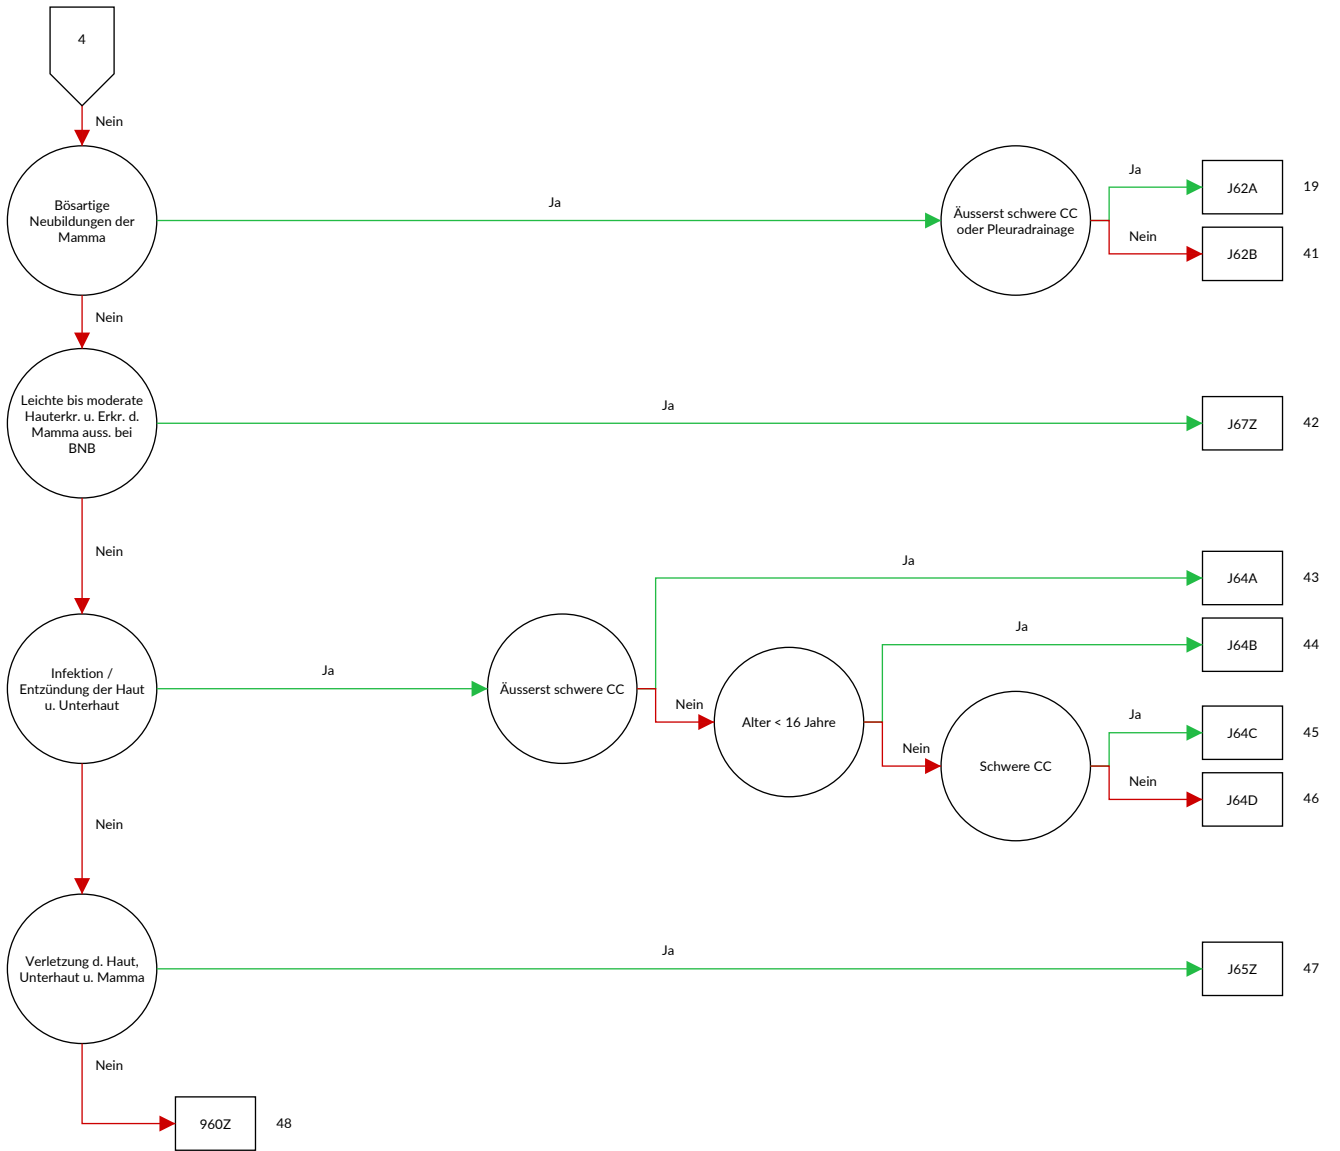 4
Nein
Bösartige
Neubildungen der
Mamma
Ja
Äusserst schwere CC
oder Pleuradrainage
Ja
J62A
19
Nein
J62B
41
Nein
Leichte bis moderate
Hauterkr. u. Erkr. d.
Mamma auss. bei
BNB
Ja
J67Z
42
Nein
Infektion /
Entzündung der Haut
u. Unterhaut
Ja
Äusserst schwere CC
Ja
J64A
43
Nein
Alter < 16 Jahre
Ja
J64B
44
Nein
Schwere CC
Ja
J64C
45
Nein
J64D
46
Nein
Verletzung d. Haut,
Unterhaut u. Mamma
Ja
J65Z
47
Nein
960Z
48